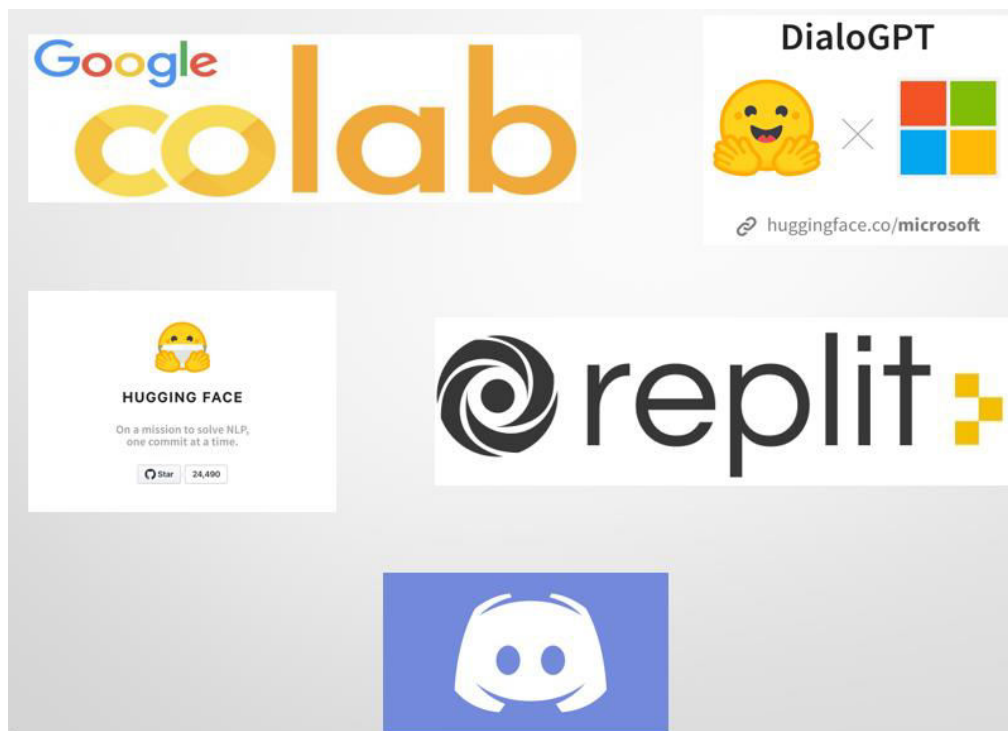 Google
colab
DialoGPT
huggingface.co/microsoft
HUGGING FACE
On a mission to solve NLP,
one commit at a time.
Star 24,490
replit